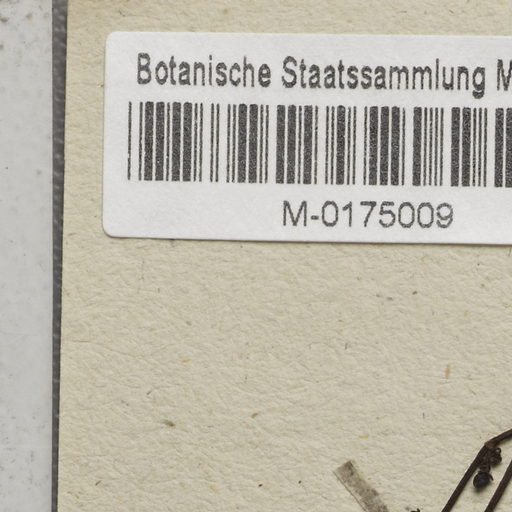 Botanische Staatssammlung M
M-0175009